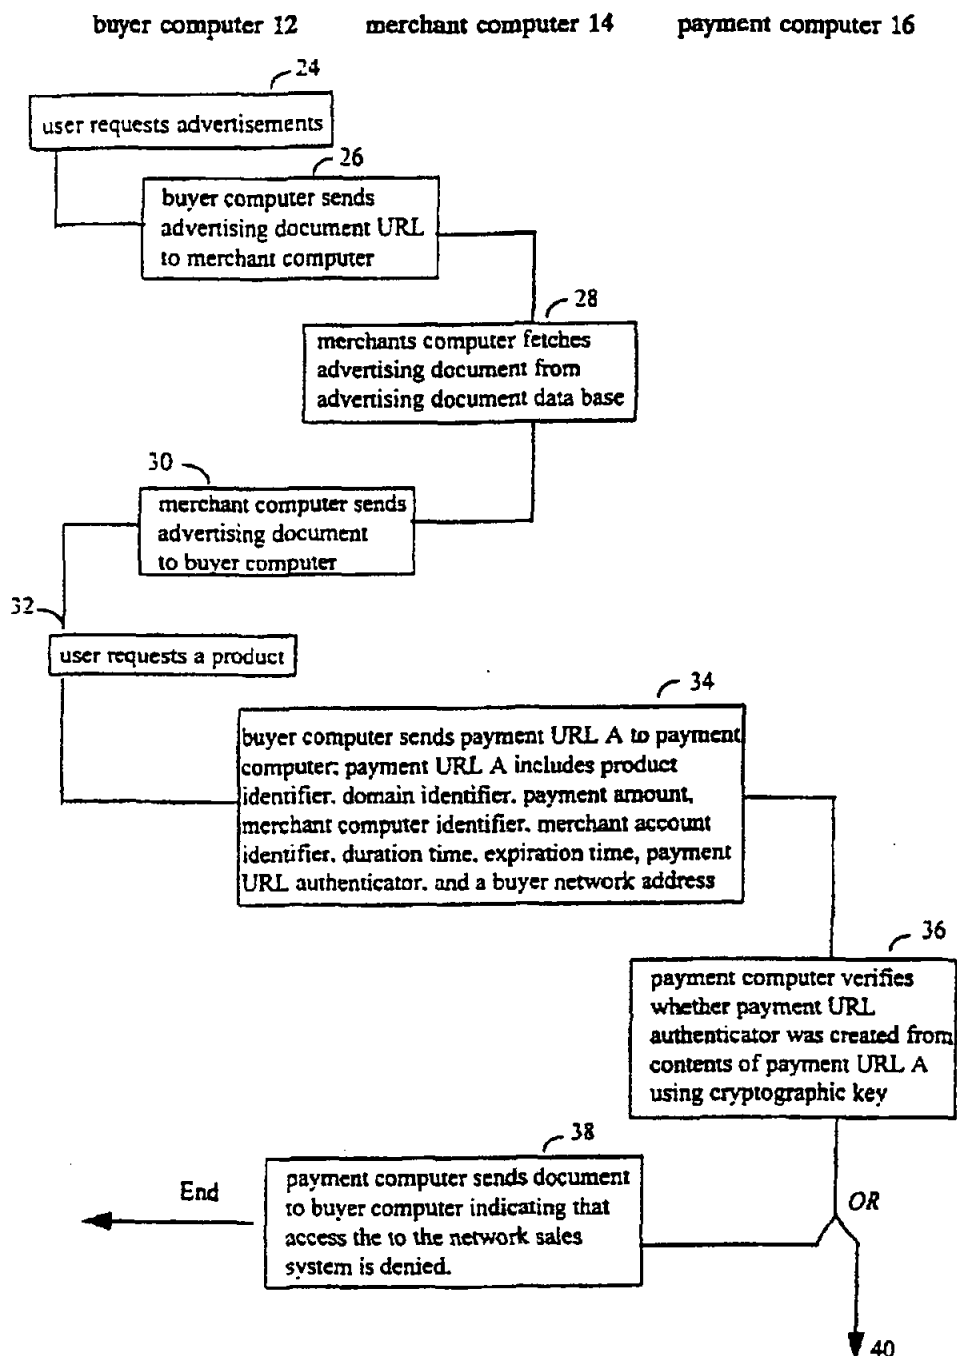 buyer computer 12 merchant computer 14 payment computer 16
24
user requests advertisements
26
buyer computer sends
advertising document URL
to merchant computer
28
merchants computer fetches
advertising document from
advertising document data base
30
merchant computer sends
advertising document
to buyer computer
32
user requests a product
34
buyer computer sends payment URL A to payment
computer; payment URL A includes product
identifier, domain identifier, payment amount,
merchant computer identifier, merchant account
identifier, duration time, expiration time, payment
URL authenticator, and a buyer network address
36
payment computer verifies
whether payment URL
authenticator was created from
contents of payment URL A
using cryptographic key
38
payment computer sends document
to buyer computer indicating that
access the to the network sales
system is denied.
End
OR
40